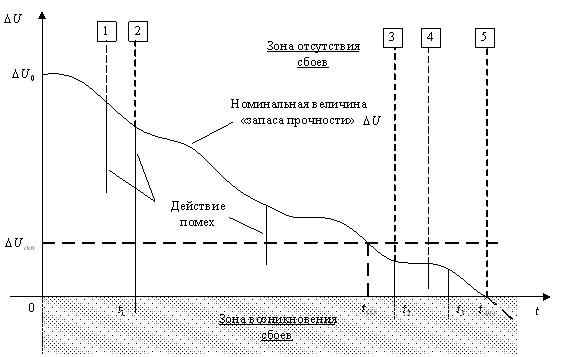 ΔU
1
2
3
4
5
Зона отсутствия
сбоев
ΔU₀
Номинальная величина
«запаса прочности» ΔU
Действие
помех
ΔU
0
t₁
t
t₂
t₃
t
t
Зона возникновения
сбоев